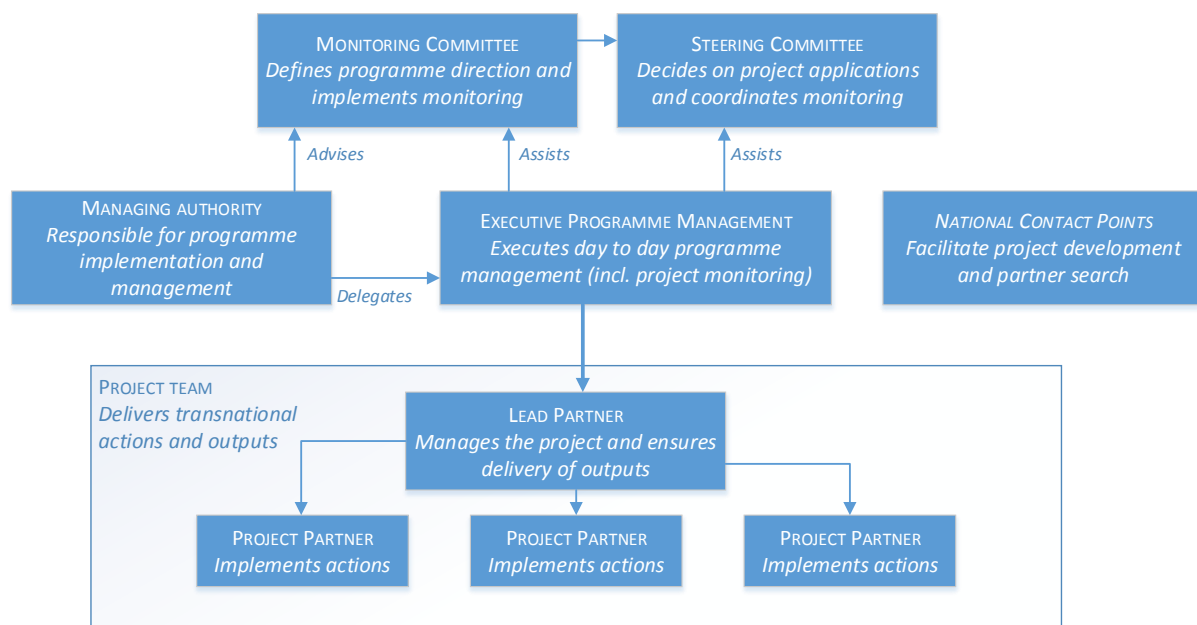 MONITORING COMMITTEE
Defines programme direction and
implements monitoring
STEERING COMMITTEE
Decides on project applications
and coordinates monitoring
Advises
Assists
Assists
MANAGING AUTHORITY
Responsible for programme
implementation and
management
Delegates
EXECUTIVE PROGRAMME MANAGEMENT
Executes day to day programme
management (incl. project monitoring)
NATIONAL CONTACT POINTS
Facilitate project development
and partner search
PROJECT TEAM
Delivers transnational
actions and outputs
LEAD PARTNER
Manages the project and ensures
delivery of outputs
PROJECT PARTNER
Implements actions
PROJECT PARTNER
Implements actions
PROJECT PARTNER
Implements actions